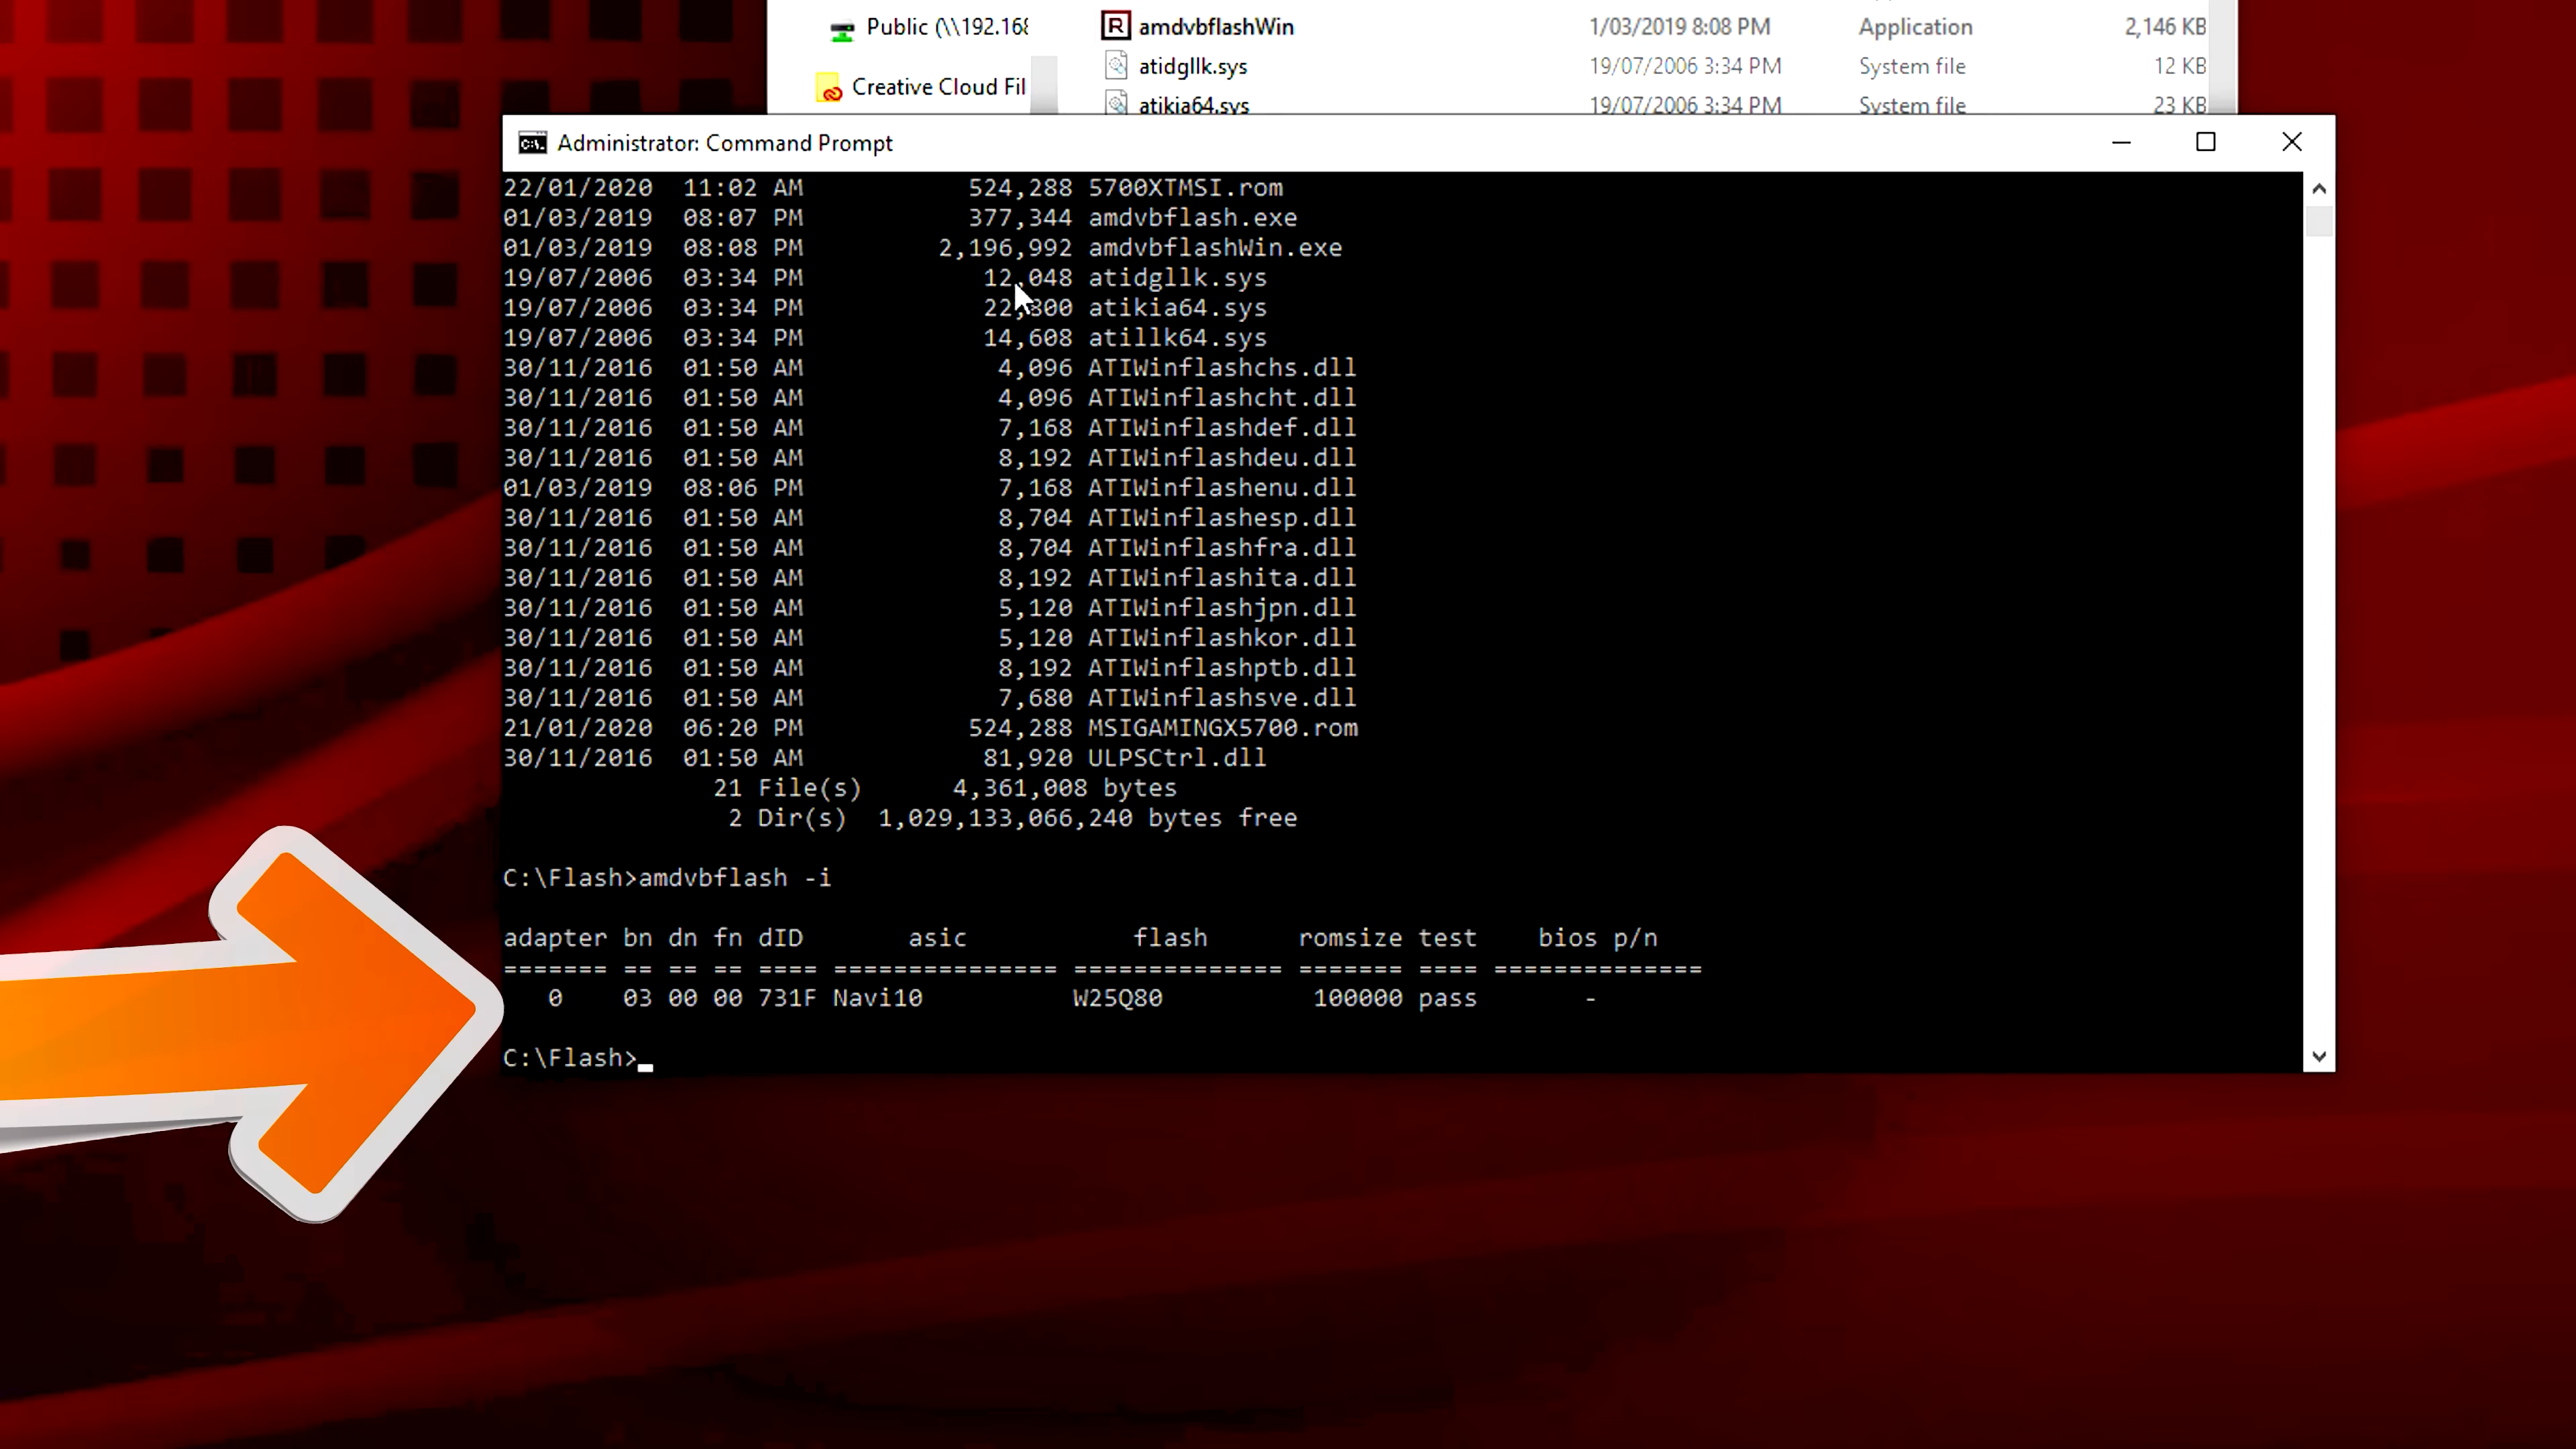 Public (\\192.168
amdvbflashWin 1/03/2019 8:08 PM Application 2,146 KB
atidgllk.sys 19/07/2006 3:34 PM System file 12 KB
Creative Cloud Fil
atikia64.sys 19/07/2006 3:34 PM System file 23 KB
Administrator: Command Prompt
22/01/2020 11:02 AM 524,288 5700XTMSI.rom
01/03/2019 08:07 PM 377,344 amdvbflash.exe
01/03/2019 08:08 PM 2,196,992 amdvbflashWin.exe
19/07/2006 03:34 PM 12,048 atidgllk.sys
19/07/2006 03:34 PM 22,800 atikia64.sys
19/07/2006 03:34 PM 14,608 atillk64.sys
30/11/2016 01:50 AM 4,096 ATIWinflashchs.dll
30/11/2016 01:50 AM 4,096 ATIWinflashcht.dll
30/11/2016 01:50 AM 7,168 ATIWinflashdef.dll
30/11/2016 01:50 AM 8,192 ATIWinflashdeu.dll
01/03/2019 08:06 PM 7,168 ATIWinflashenu.dll
30/11/2016 01:50 AM 8,704 ATIWinflashesp.dll
30/11/2016 01:50 AM 8,704 ATIWinflashfra.dll
30/11/2016 01:50 AM 8,192 ATIWinflashita.dll
30/11/2016 01:50 AM 5,120 ATIWinflashjpn.dll
30/11/2016 01:50 AM 5,120 ATIWinflashkor.dll
30/11/2016 01:50 AM 8,192 ATIWinflashptb.dll
30/11/2016 01:50 AM 7,680 ATIWinflashsve.dll
21/01/2020 06:20 PM 524,288 MSIGAMINGX5700.rom
30/11/2016 01:50 AM 81,920 ULPSCtrl.dll
21 File(s) 4,361,008 bytes
2 Dir(s) 1,029,133,066,240 bytes free
C:\Flash>amdvbflash -i
adapter bn dn fn dID asic flash romsize test bios p/n
======= == == == ==== =============== ============== ======= ==== ==============
0 03 00 00 731F Navi10 W25Q80 100000 pass -
C:\Flash>_